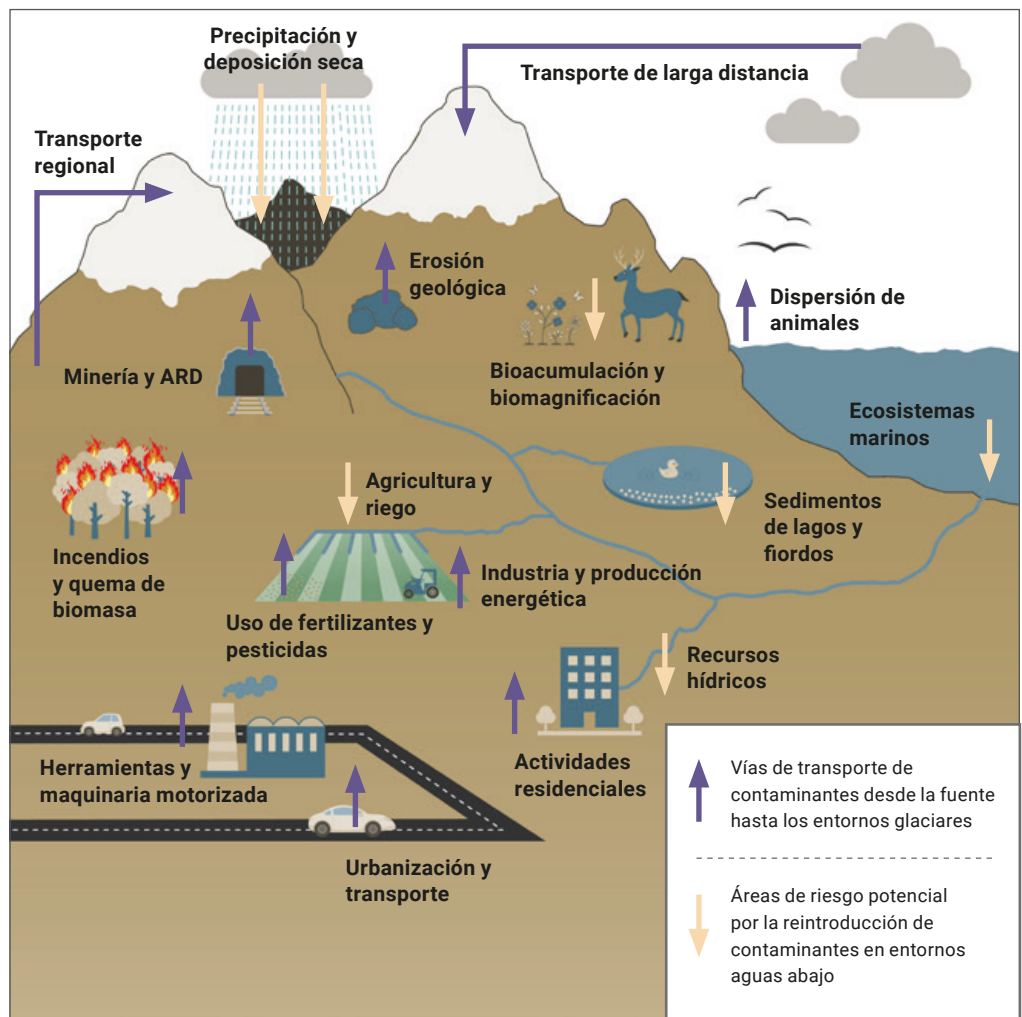 Precipitación y
deposición seca
Transporte de larga distancia
Transporte
regional
Erosión
geológica
Dispersión de
animales
Minería y ARD
Bioacumulación y
biomagnificación
Ecosistemas
marinos
Agricultura y
riego
Sedimentos
de lagos y
fiordos
Incendios
y quema de
biomasa
Industria y producción
energética
Uso de fertilizantes y
pesticidas
Recursos
hídricos
Herramientas y
maquinaria motorizada
Actividades
residenciales
Urbanización y
transporte
Vías de transporte de
contaminantes desde la fuente
hasta los entornos glaciares
Áreas de riesgo potencial
por la reintroducción de
contaminantes en entornos
aguas abajo